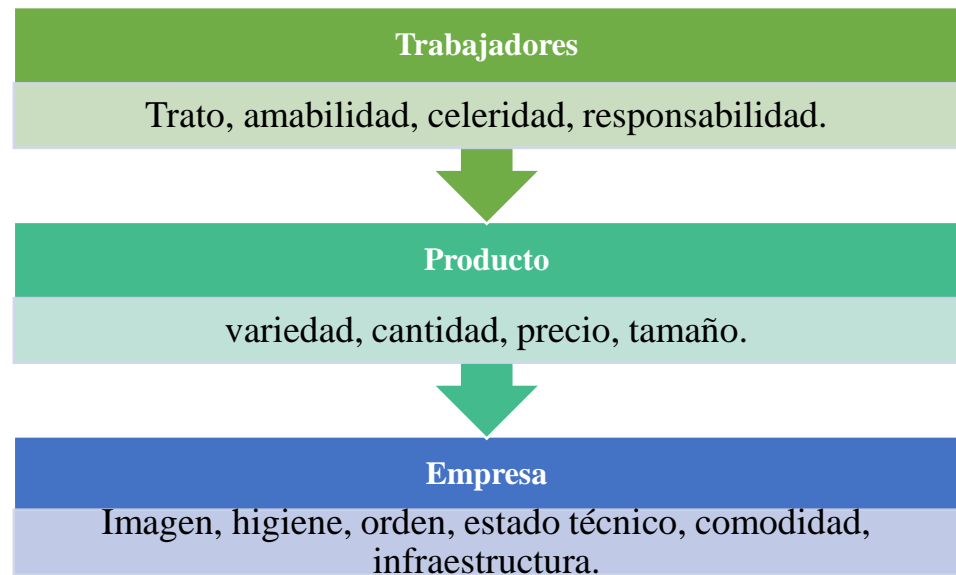 Trabajadores
Trato, amabilidad, celeridad, responsabilidad.
Producto
variedad, cantidad, precio, tamaño.
Empresa
Imagen, higiene, orden, estado técnico, comodidad,
infraestructura.